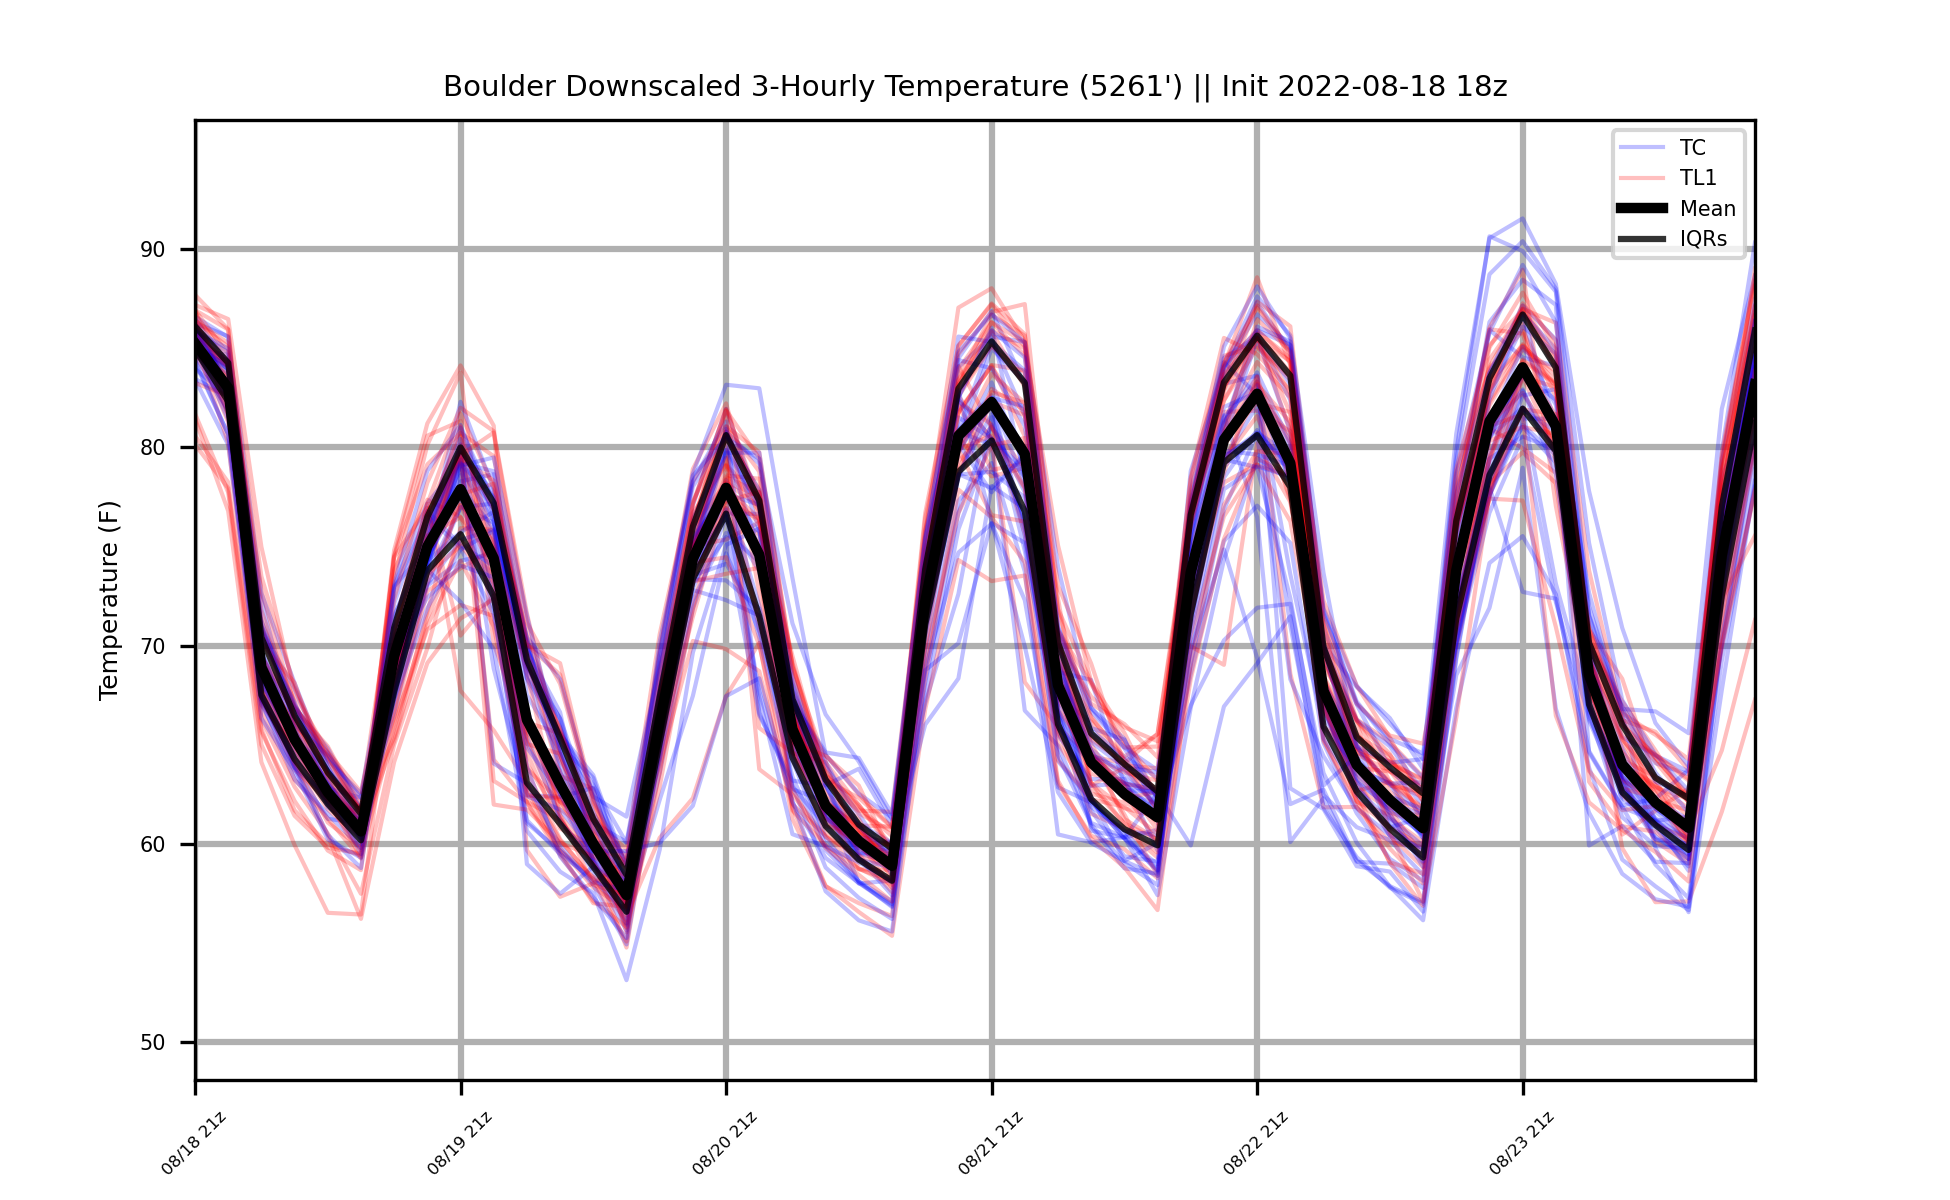 Boulder Downscaled 3-Hourly Temperature (5261') || Init 2022-08-18 18z
TC
TL1
Mean
IQRs
Temperature (F)
90
80
70
60
50
08/18 21z
08/19 21z
08/20 21z
08/21 21z
08/22 21z
08/23 21z